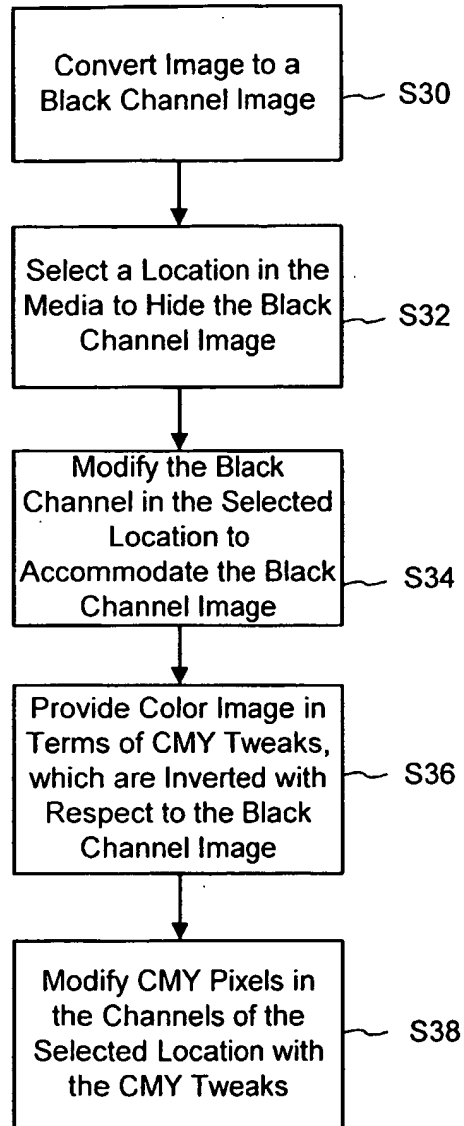 Convert Image to a
Black Channel Image
S30
Select a Location in the
Media to Hide the Black
Channel Image
S32
Modify the Black
Channel in the Selected
Location to
Accommodate the Black
Channel Image
S34
Provide Color Image in
Terms of CMY Tweaks,
which are Inverted with
Respect to the Black
Channel Image
S36
Modify CMY Pixels in
the Channels of the
Selected Location with
the CMY Tweaks
S38